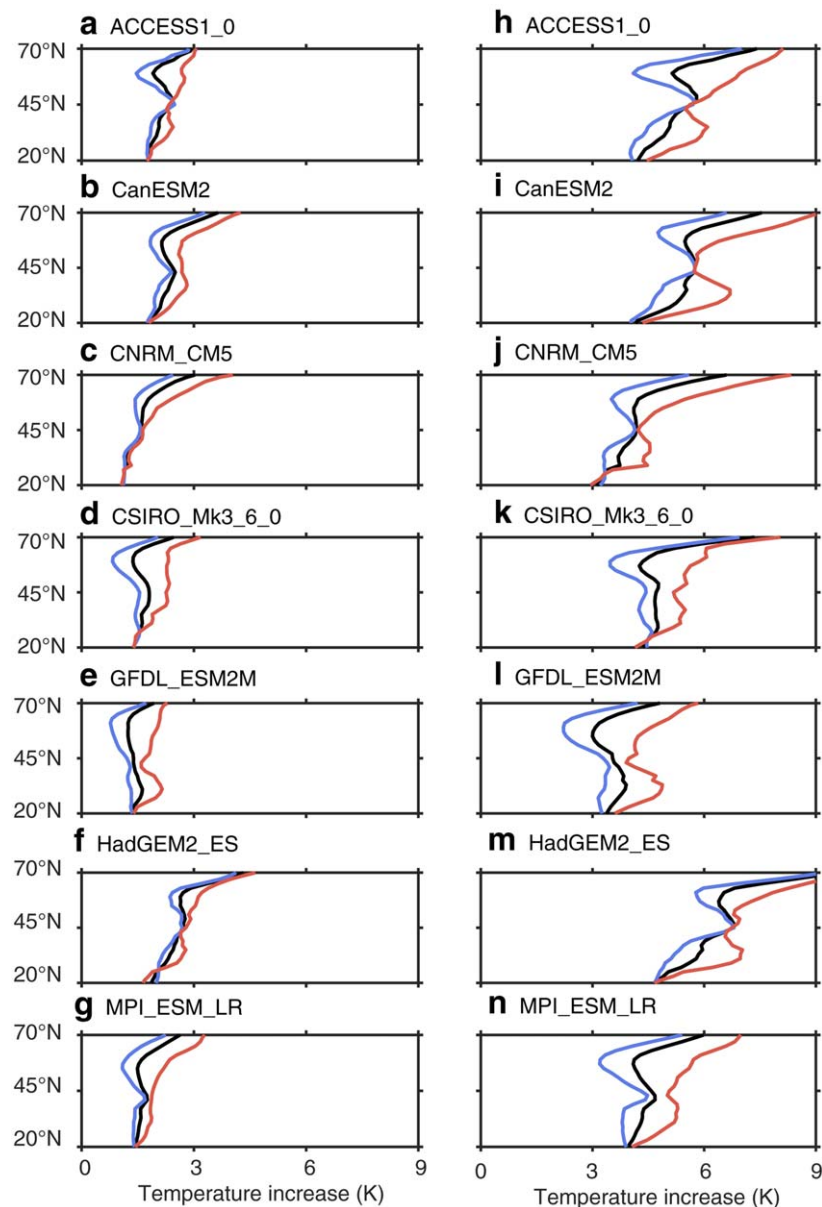 a ACCESS1_0
70°N
45°N
20°N
b CanESM2
70°N
45°N
20°N
c CNRM_CM5
70°N
45°N
20°N
d CSIRO_Mk3_6_0
70°N
45°N
20°N
e GFDL_ESM2M
70°N
45°N
20°N
f HadGEM2_ES
70°N
45°N
20°N
g MPI_ESM_LR
70°N
45°N
20°N
0 3 6 9
Temperature increase (K)
h ACCESS1_0
i CanESM2
j CNRM_CM5
k CSIRO_Mk3_6_0
l GFDL_ESM2M
m HadGEM2_ES
n MPI_ESM_LR
0 3 6 9
Temperature increase (K)